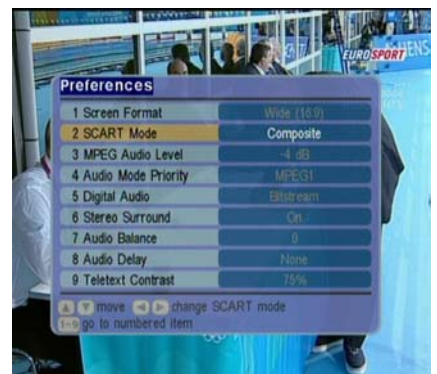 EUROSPORT
ENS
Preferences
1 Screen Format Wide (16:9)
2 SCART Mode Composite
3 MPEG Audio Level -4 dB
4 Audio Mode Priority MPEG1
5 Digital Audio Bitstream
6 Stereo Surround On
7 Audio Balance 0
8 Audio Delay None
9 Teletext Contrast 75%
move change SCART mode
1-9 go to numbered item